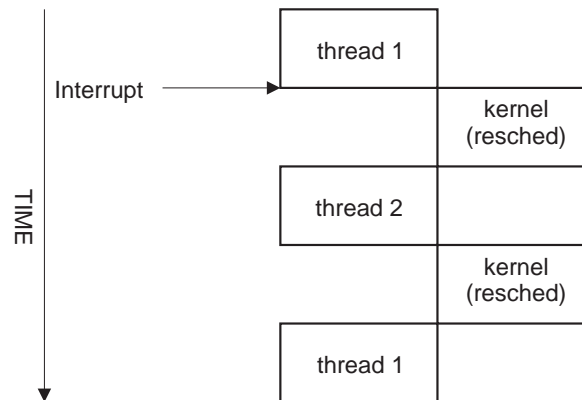 thread 1
Interrupt
kernel
(resched)
TIME
thread 2
kernel
(resched)
thread 1